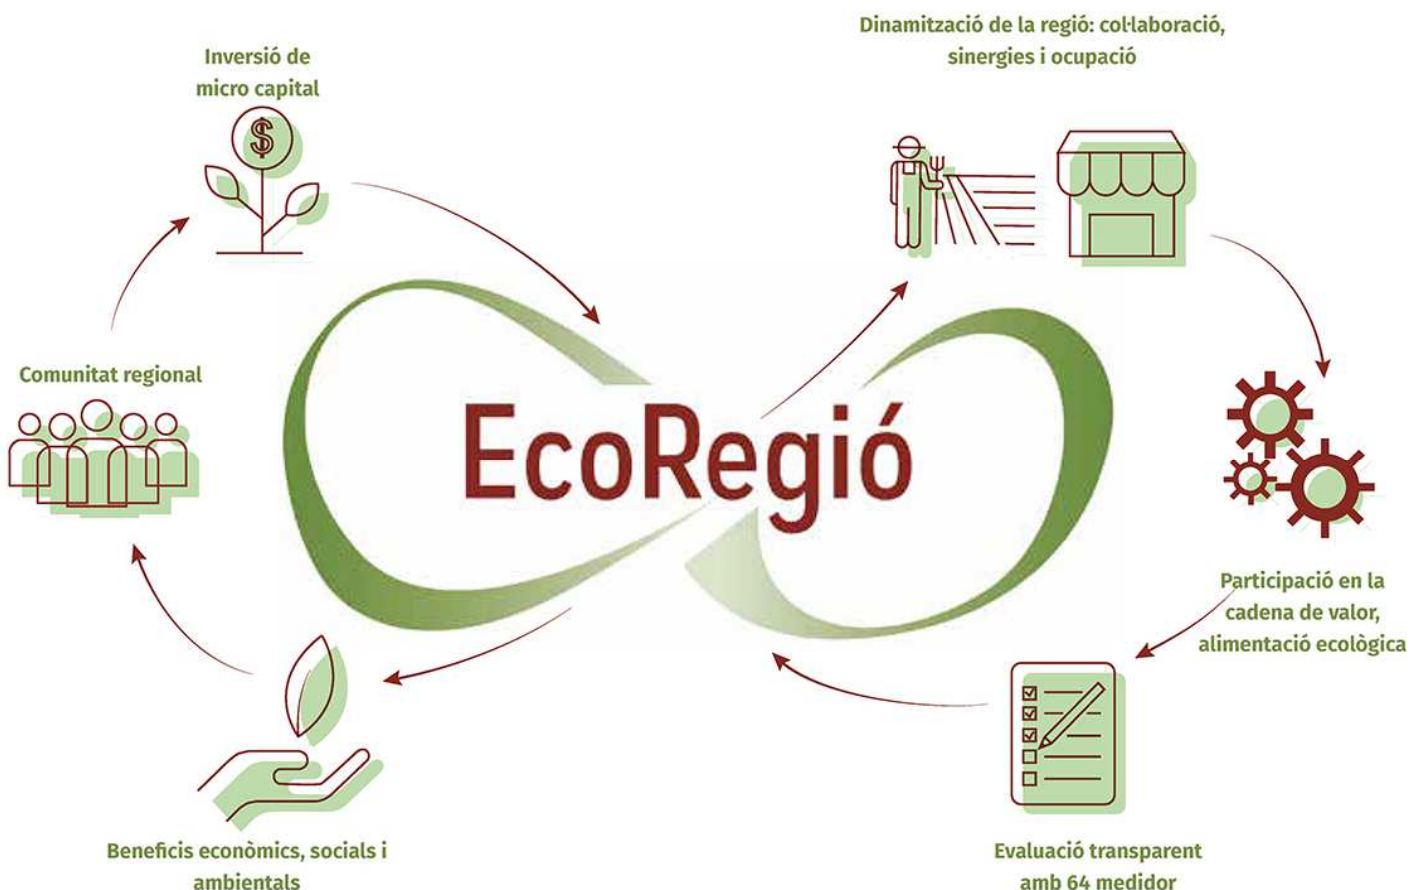 Dinamització de la regió: col·laboració,
sinergies i ocupació
Inversió de
micro capital
$
Comunitat regional
EcoRegió
Participació en la
cadena de valor,
alimentació ecològica
Beneficis econòmics, socials i
ambientals
Evaluació transparent
amb 64 medidor